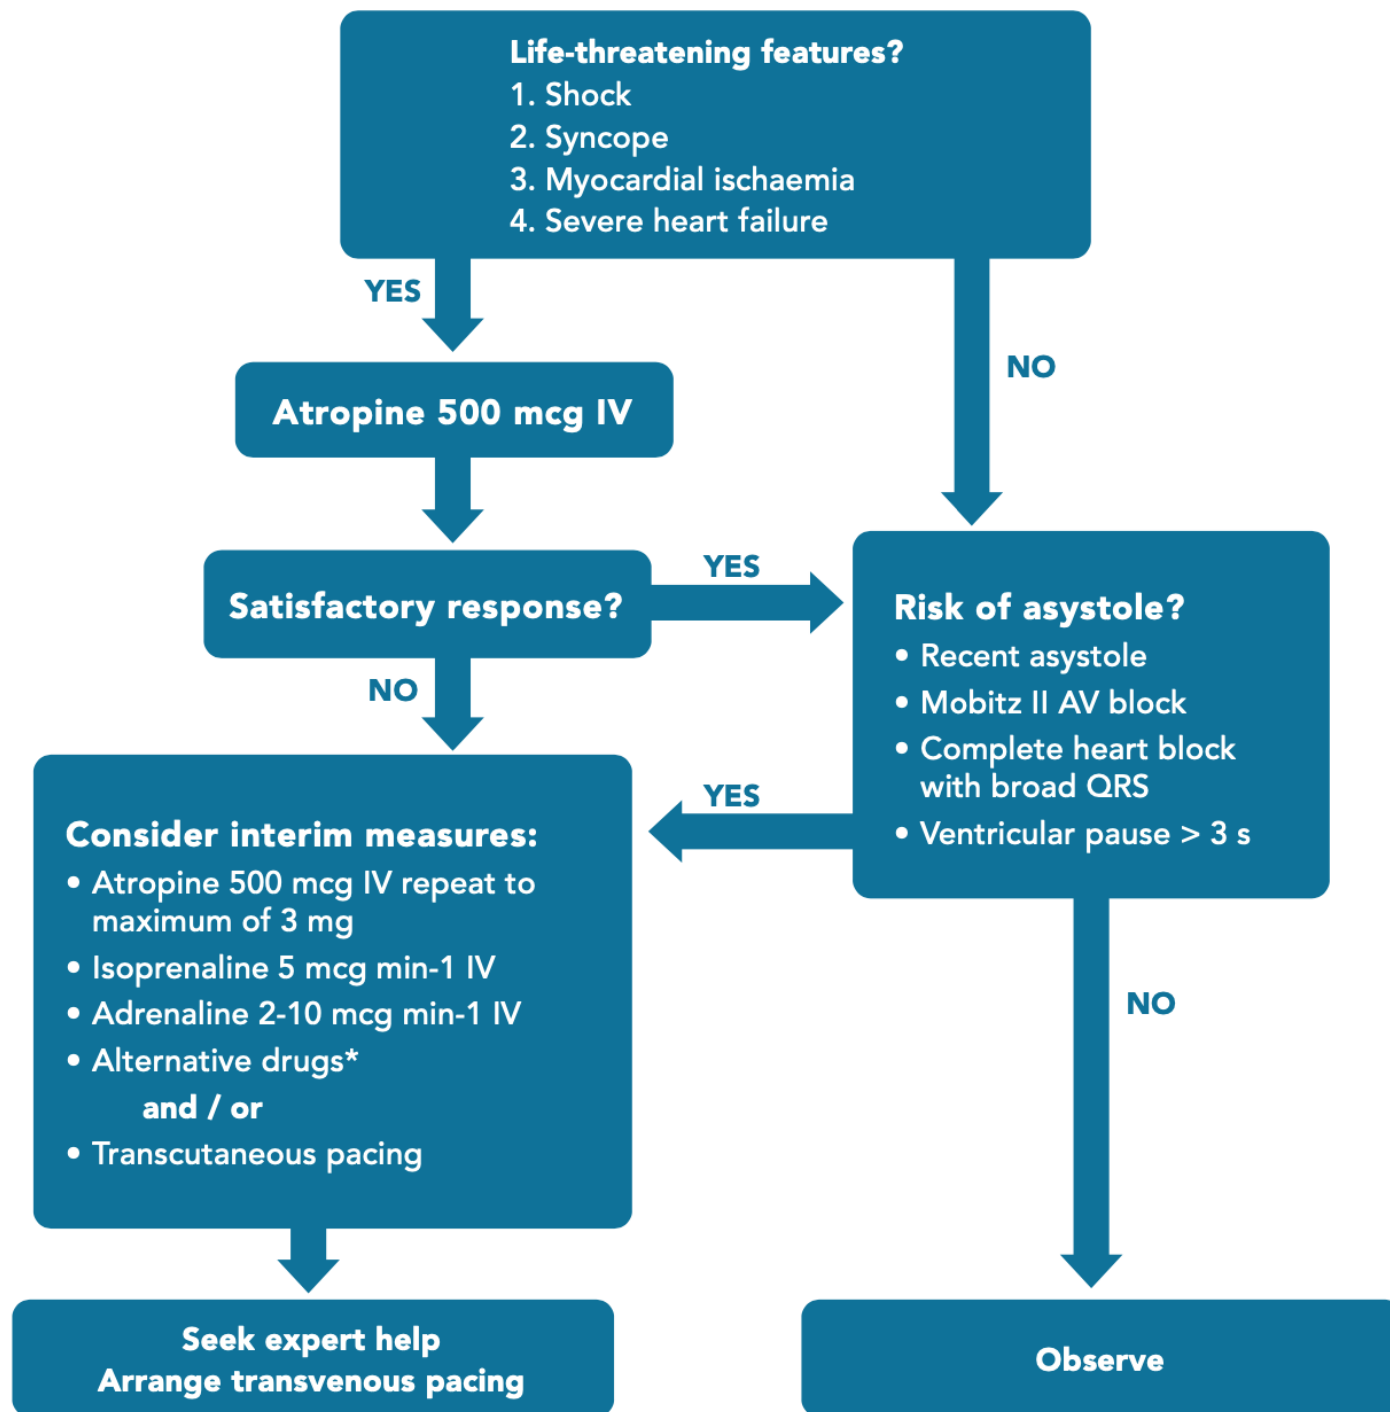 Life-threatening features?
1. Shock
2. Syncope
3. Myocardial ischaemia
4. Severe heart failure
YES
NO
Atropine 500 mcg IV
Satisfactory response?
YES
NO
Risk of asystole?
• Recent asystole
• Mobitz II AV block
• Complete heart block
with broad QRS
• Ventricular pause > 3 s
YES
NO
Consider interim measures:
• Atropine 500 mcg IV repeat to
maximum of 3 mg
• Isoprenaline 5 mcg min-1 IV
• Adrenaline 2-10 mcg min-1 IV
• Alternative drugs*
and / or
• Transcutaneous pacing
Seek expert help
Arrange transvenous pacing
Observe